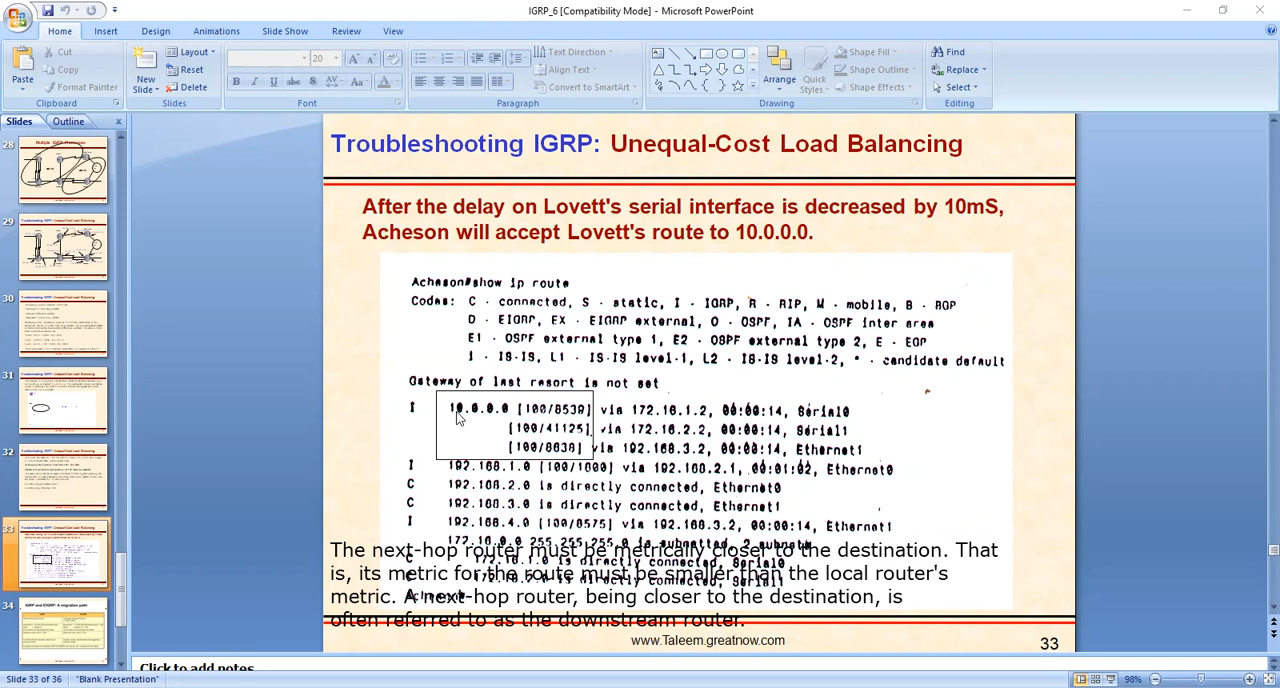 IGRP_6 [Compatibility Mode] - Microsoft PowerPoint
Home Insert Design Slide Show Animations Review View
Paste
Cut
Copy
Format Painter
Clipboard
New Slide
Layout
Reset
Delete
Slides
20
B I U abc S AV Aa A
Font
Text Direction
Align Text
Convert to SmartArt
Paragraph
Arrange
Quick Styles
Shape Fill
Shape Outline
Shape Effects
Drawing
Find
Replace
Select
Editing
Slides Outline
28
29
30
31
32
33
34
Troubleshooting IGRP: Unequal-Cost Load Balancing
After the delay on Lovett's serial interface is decreased by 10mS,
Acheson will accept Lovett's route to 10.0.0.0.
Acheson#show ip route
Codes: C - connected, S - static, I - IGRP, R - RIP, M - mobile, B - BGP
EIGRP, EX - EIGRP external, O - OSPF, IA - OSPF inter area
E1 - OSPF external type 1, E2 - OSPF external type 2, E - EGP
i - IS-IS, L1 - IS-IS level-1, L2 - IS-IS level-2, * - candidate default
Gateway of last resort is not set
I 10.0.0.0 [100/8539] via 172.16.1.2, 00:00:14, Serial0
[100/41125] via 172.16.2.2, 00:00:14, Serial1
[100/8639] via 192.168.3.2, 00:00:14, Ethernet1
I 192.168.1.0 [100/1600] via 192.168.2. Ethernet0
C 192.168.2.0 is directly connected, Ethernet0
C 192.168.3.0 is directly connected, Ethernet1
I 192.168.4.0 [100/8575] via 192.168.3.2, 00:00:14, Ethernet1
The next-hop router must be metrically closer to the destination. That
is, its metric for the route must be smaller than the local router's
metric. A next-hop router, being closer to the destination, is
often referred to as the downstream router.
www.Taleem.greatnow.com
33
Click to add notes
Slide 33 of 36 "Blank Presentation" 98%